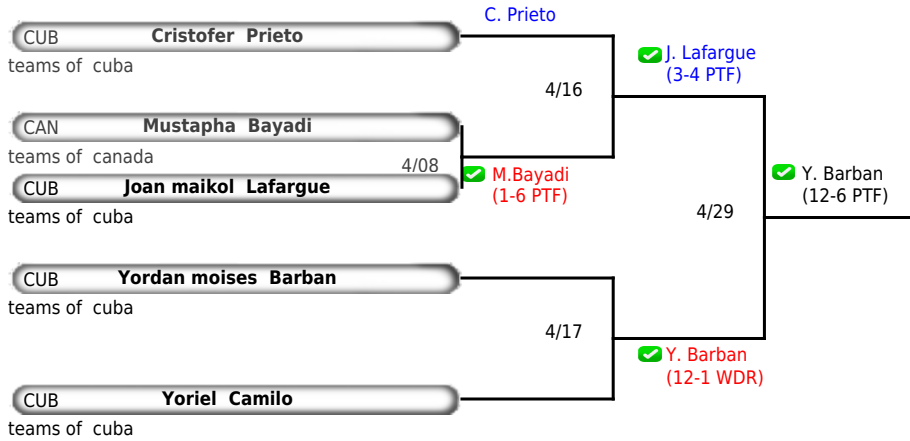 C. Prieto
CUB Cristofer Prieto
teams of cuba
J. Lafargue
(3-4 PTF)
4/16
CAN Mustapha Bayadi
teams of canada
4/08
M.Bayadi
(1-6 PTF)
CUB Joan maikol Lafargue
teams of cuba
Y. Barban
(12-6 PTF)
4/29
CUB Yordan moises Barban
teams of cuba
4/17
Y. Barban
(12-1 WDR)
CUB Yoriel Camilo
teams of cuba